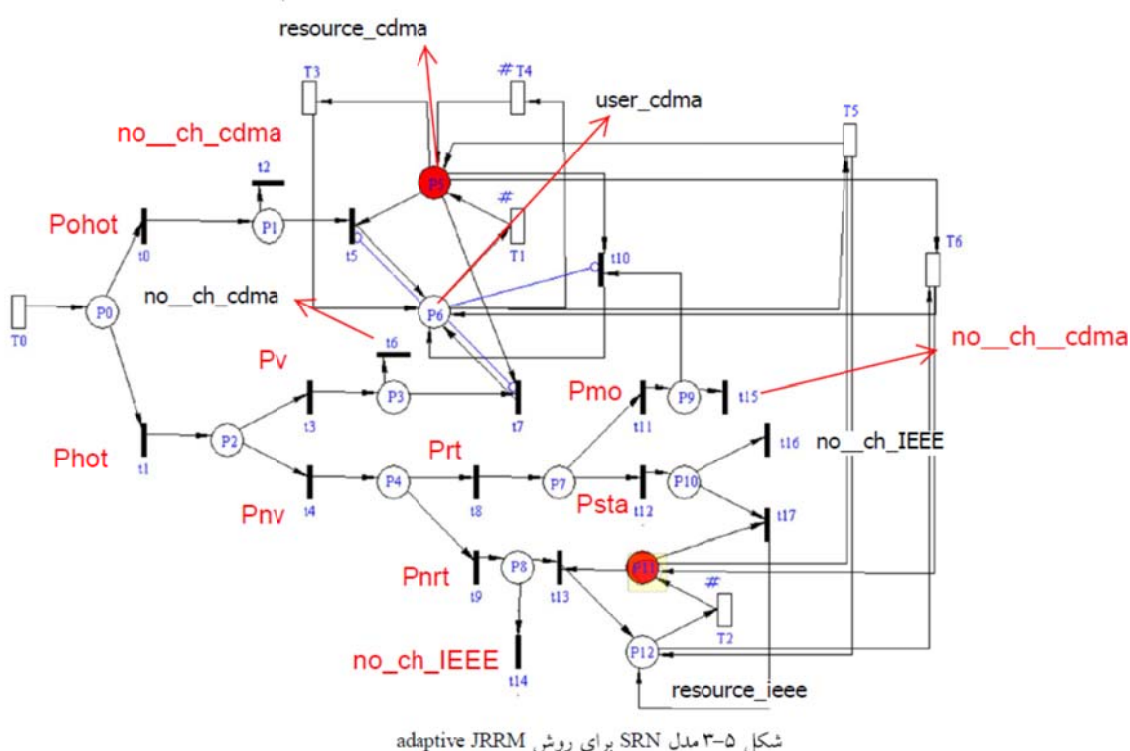 resource_cdma
T3
# T4
user_cdma
T5
no__ch_cdma
t2
P5
#
T6
Pohot
P1
T1
t10
t0
t5
no__ch_cdma
P0
P6
T0
no__ch__cdma
t6
Pv
Pmo
P3
P9
t15
t3
t7
t11
no__ch_IEEE
t16
P2
Prt
Phot
t1
P4
P7
P10
Psta
Pnv
t4
t8
t12
t17
Pnrt
P8
P11
#
t9
t13
T2
no_ch_IEEE
P12
t14
resource_ieee
شکل ۵-۳ مدل SRN برای روش adaptive JRRM